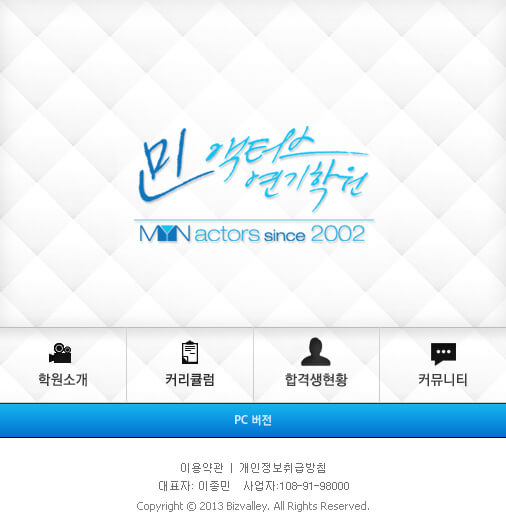 민 액터스
연기학원
MYN actors since 2002
학원소개 커리큘럼 합격생현황 커뮤니티
PC 버전
이용약관 | 개인정보취급방침
대표자: 이종민 사업자:108-91-98000
Copyright © 2013 Bizvalley. All Rights Reserved.